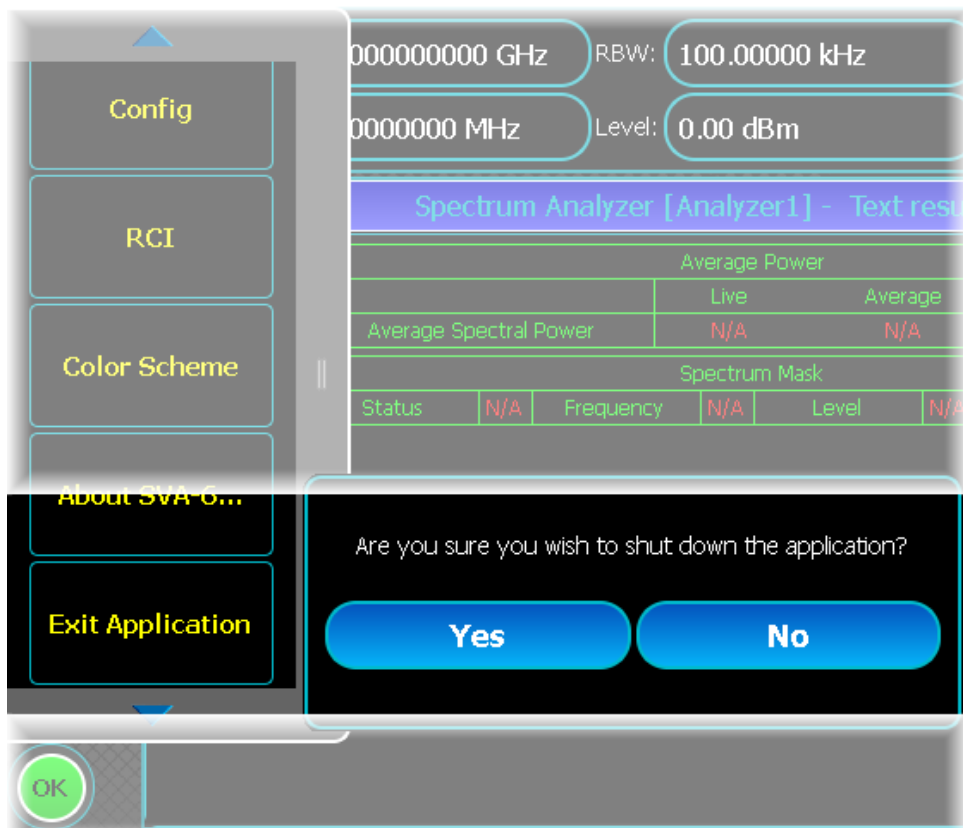 Config
RCI
Color Scheme
About SVA-6...
Exit Application
000000000 GHz RBW: 100.00000 kHz
0000000 MHz Level: 0.00 dBm
Spectrum Analyzer [Analyzer1] - Text resu
Average Power
Live Average
Average Spectral Power N/A N/A
Spectrum Mask
Status N/A Frequency N/A Level N/A
Are you sure you wish to shut down the application?
Yes No
OK